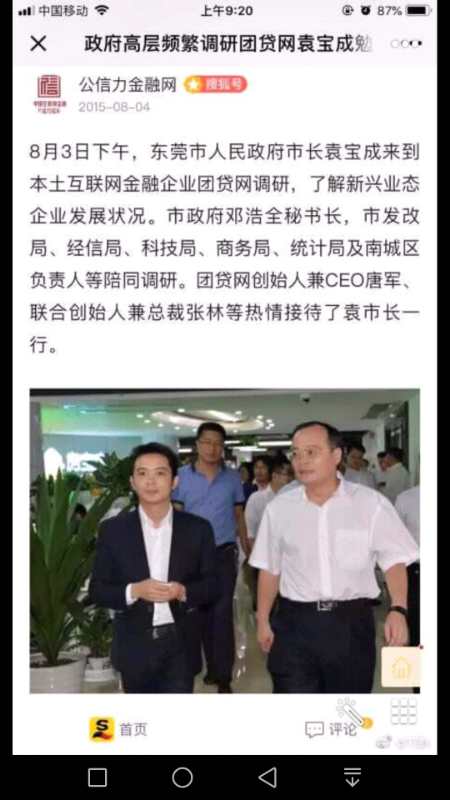 中国移动
上午9:20
87%
政府高层频繁调研团贷网袁宝成勉
公信力金融网
搜狐号
2015-08-04
8月3日下午，东莞市人民政府市长袁宝成来到
本土互联网金融企业团贷网调研，了解新兴业态
企业发展状况。市政府邓浩全秘书长，市发改
局、经信局、科技局、商务局、统计局及南城区
负责人等陪同调研。团贷网创始人兼CEO唐军、
联合创始人兼总裁张林等热情接待了袁市长一
行。
首页
评论